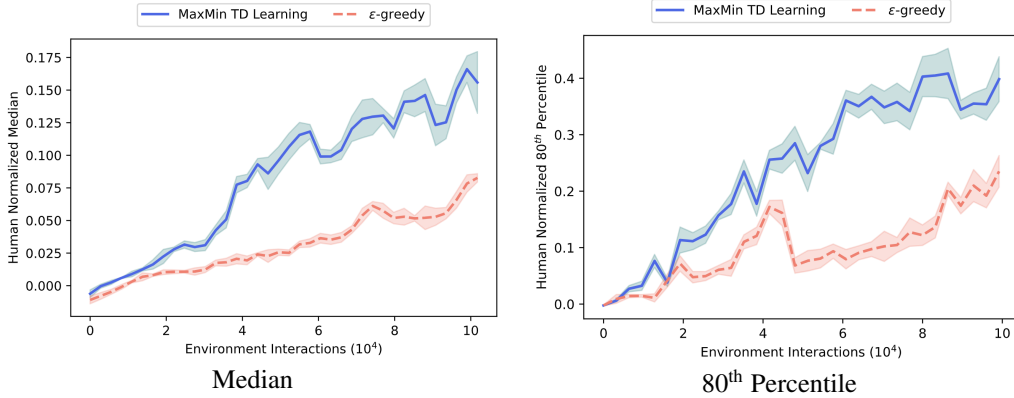 MaxMin TD Learning
ε-greedy
Human Normalized Median
0.175
0.150
0.125
0.100
0.075
0.050
0.025
0.000
0 2 4 6 8 10
Environment Interactions (10⁴)
Median
MaxMin TD Learning
ε-greedy
Human Normalized 80ᵗʰ Percentile
0.4
0.3
0.2
0.1
0.0
0 2 4 6 8 10
Environment Interactions (10⁴)
80ᵗʰ Percentile